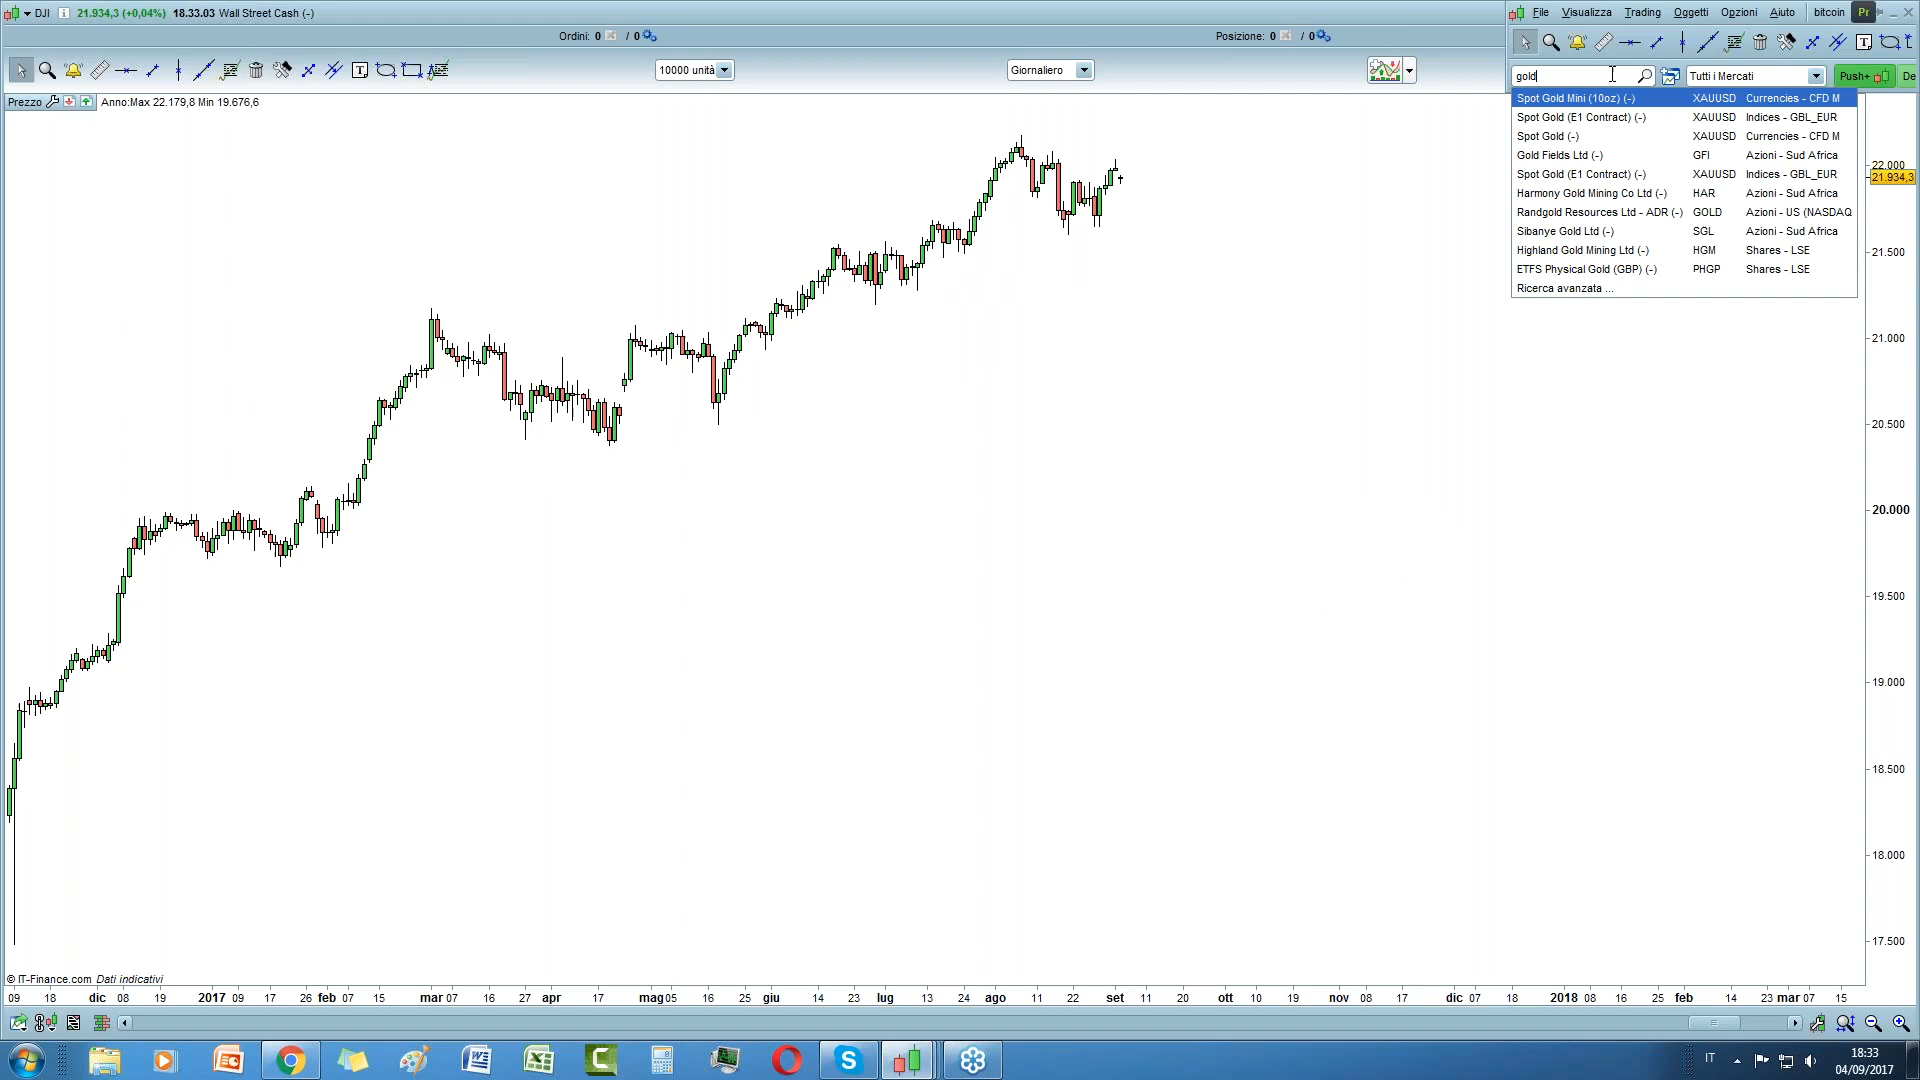 DJI 21.934,3 (+0,04%) 18.33.03 Wall Street Cash (-)
File Visualizza Trading Oggetti Opzioni Aiuto bitcoin Pr
Ordini: 0 / 0 Posizione: 0 / 0
10000 unità Giornaliero
gold Tutti i Mercati Push+ De
Prezzo Anno:Max 22.179,8 Min 19.676,6
Spot Gold Mini (10oz) (-) XAUUSD Currencies - CFD M
Spot Gold (E1 Contract) (-) XAUUSD Indices - GBL_EUR
Spot Gold (-) XAUUSD Currencies - CFD M
Gold Fields Ltd (-) GFI Azioni - Sud Africa
Spot Gold (E1 Contract) (-) XAUUSD Indices - GBL_EUR
Harmony Gold Mining Co Ltd (-) HAR Azioni - Sud Africa
Randgold Resources Ltd - ADR (-) GOLD Azioni - US (NASDAQ
Sibanye Gold Ltd (-) SGL Azioni - Sud Africa
Highland Gold Mining Ltd (-) HGM Shares - LSE
ETFS Physical Gold (GBP) (-) PHGP Shares - LSE
Ricerca avanzata ...
22.000
21.934,3
21.500
21.000
20.500
20.000
19.500
19.000
18.500
18.000
17.500
© IT-Finance.com Dati indicativi
09 18 dic 08 19 2017 09 17 26 feb 07 15 mar 07 16 27 apr 17 mag 05 16 25 giu 14 23 lug 13 24 ago 11 22 set 11 20 ott 10 19 nov 08 17 dic 07 18 2018 08 16 25 feb 14 23 mar 07 15
IT 18:33
04/09/2017